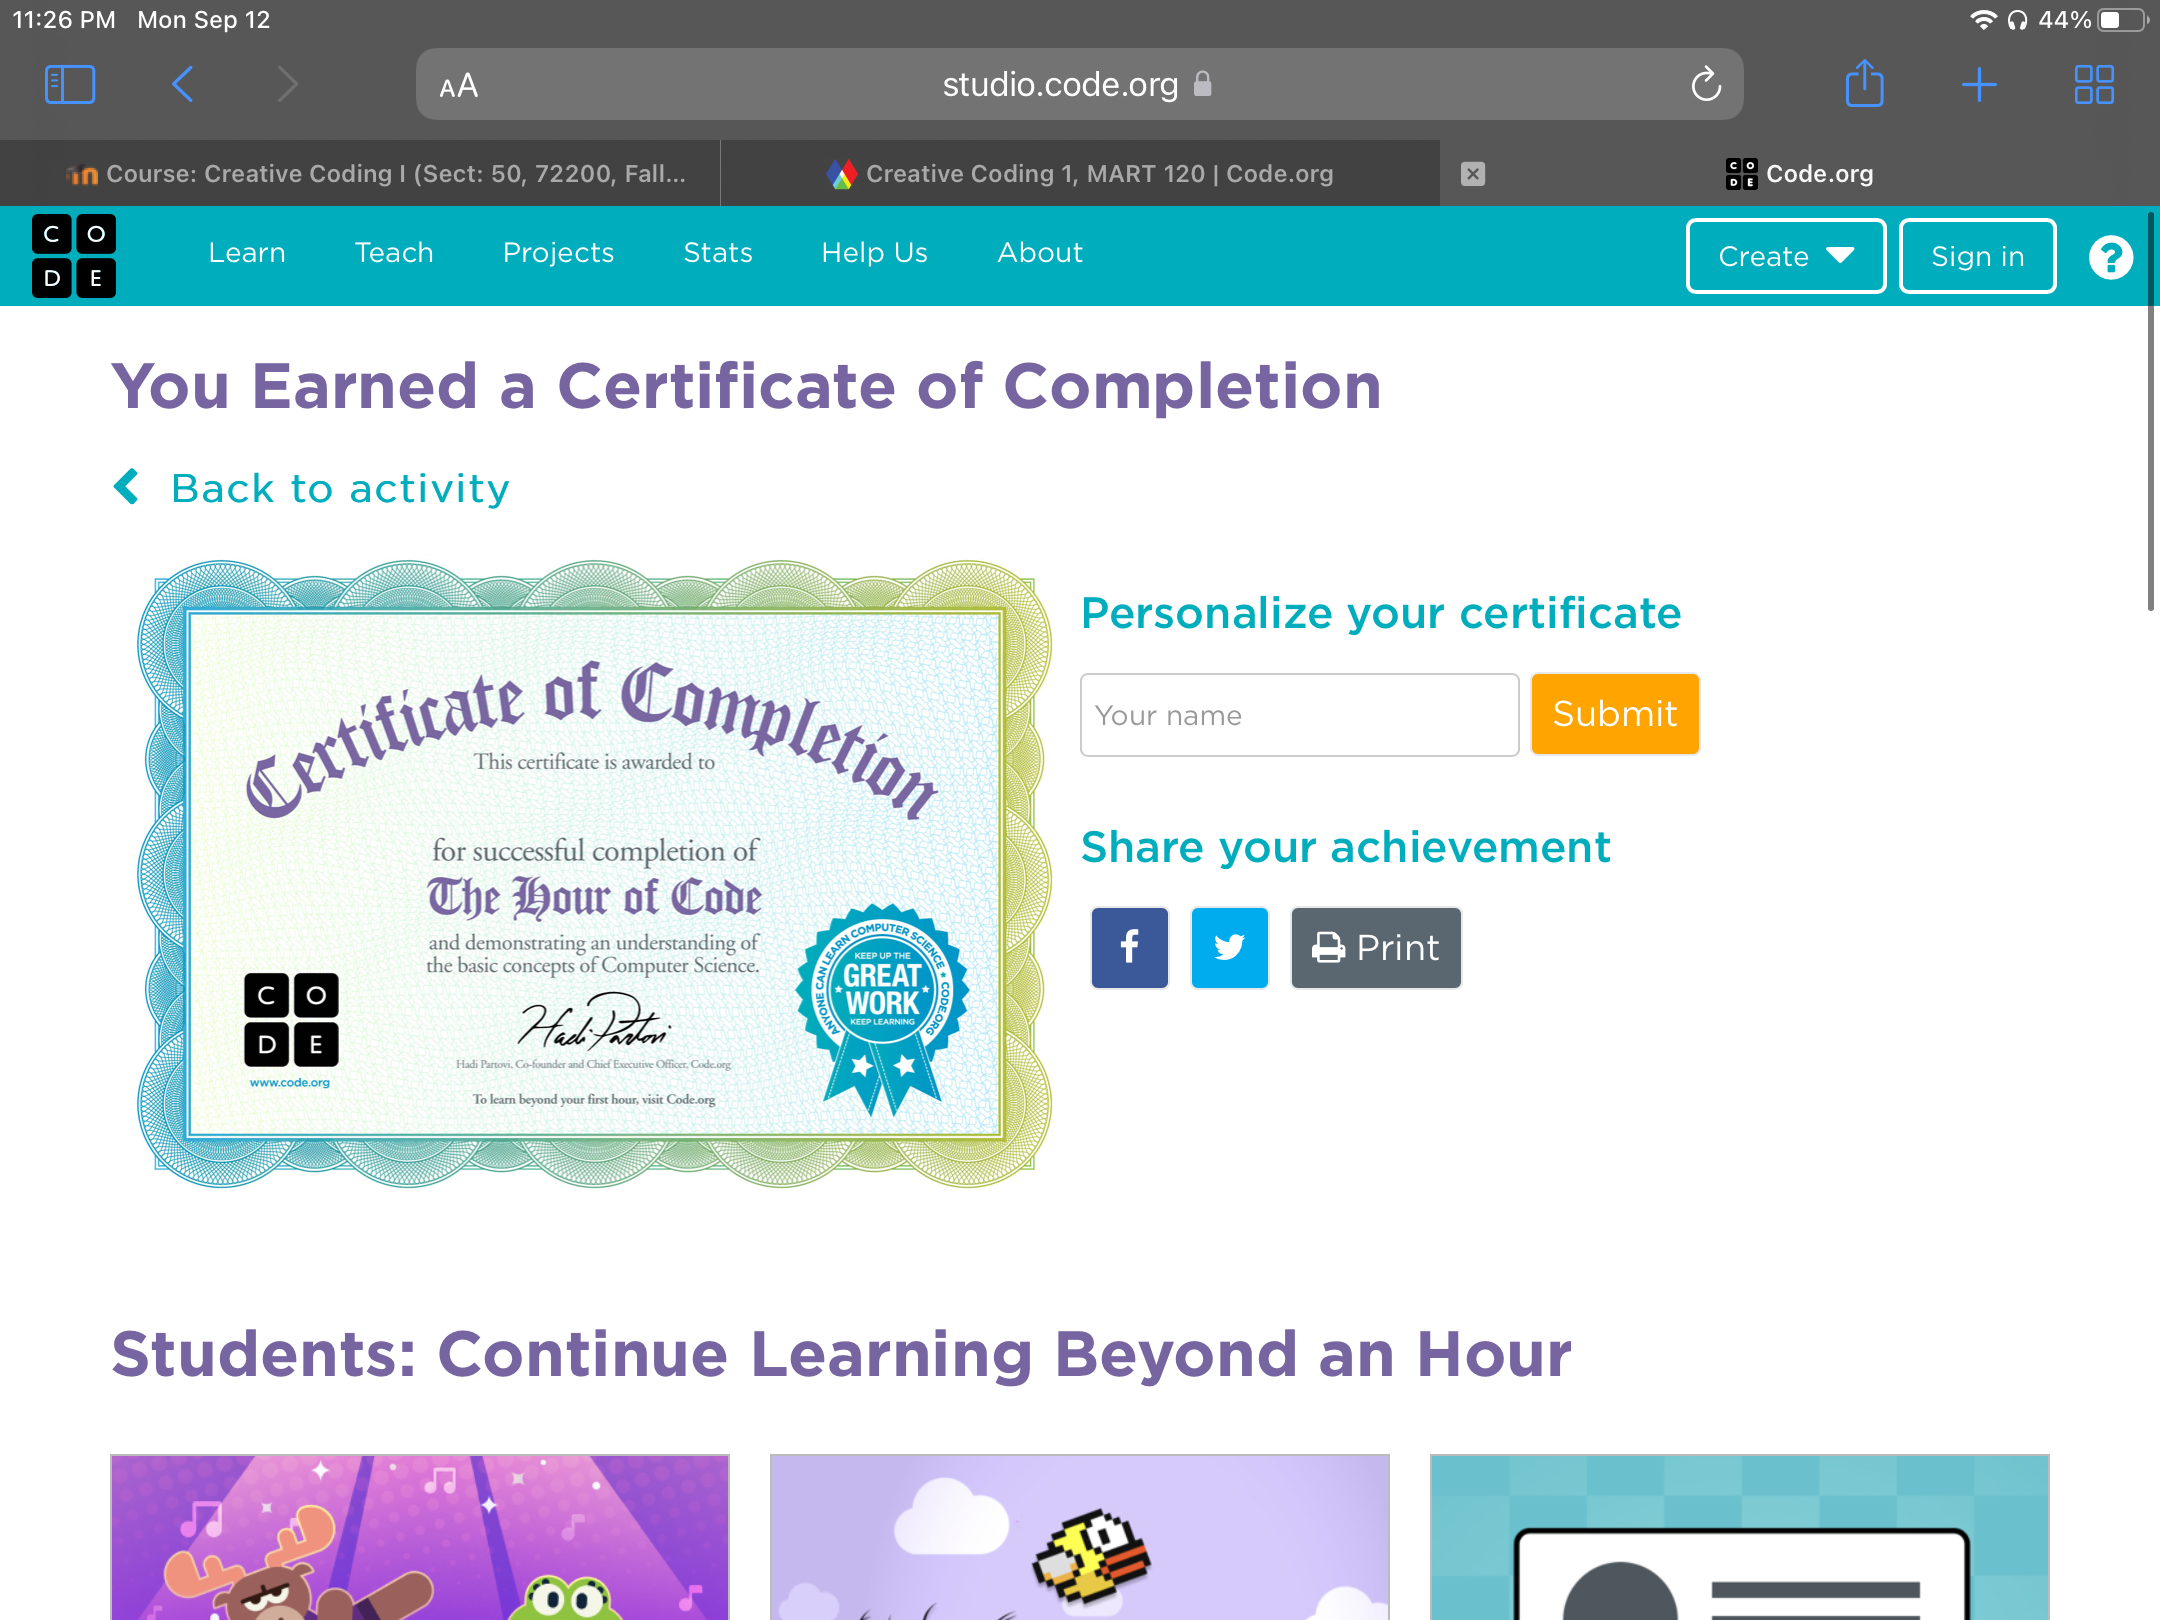 11:26 PM Mon Sep 12
44%
AA studio.code.org
Course: Creative Coding I (Sect: 50, 72200, Fall...
Creative Coding 1, MART 120 | Code.org
CODE Code.org
CO
DE
Learn Teach Projects Stats Help Us About Create Sign in ?
You Earned a Certificate of Completion
Back to activity
Certificate of Completion
This certificate is awarded to
for successful completion of
The Hour of Code
and demonstrating an understanding of
the basic concepts of Computer Science.
Hadi Partovi
Hadi Partovi, Co-founder and Chief Executive Officer, Code.org
To learn beyond your first hour, visit Code.org
CO
DE
www.code.org
ANYONE CAN LEARN COMPUTER SCIENCE ★ CODE.ORG
KEEP UP THE
GREAT
WORK
KEEP LEARNING
Personalize your certificate
Your name
Submit
Share your achievement
f
Print
Students: Continue Learning Beyond an Hour